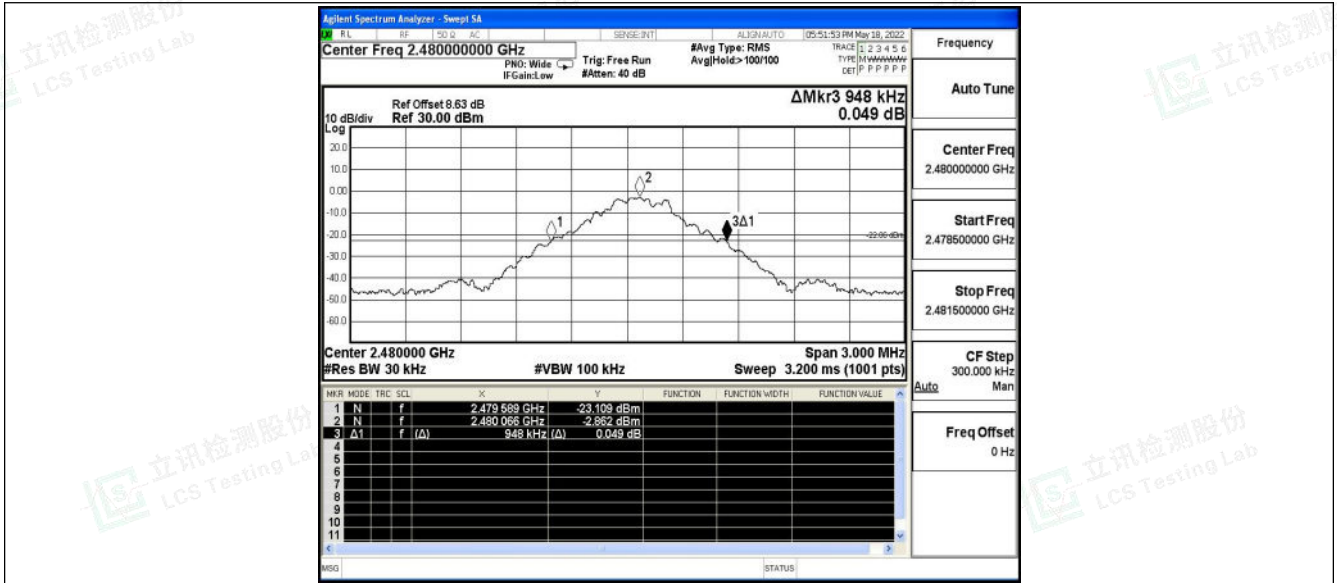 Agilent Spectrum Analyzer - Swept SA
RL RF 50 Ω AC SENSE:INT ALIGNAUTO 05:51:53 PM May 18, 2022
Center Freq 2.480000000 GHz #Avg Type: RMS TRACE 1 2 3 4 5 6
PNO: Wide Trig: Free Run Avg|Hold:>100/100 TYPE M
IFGain:Low #Atten: 40 dB DET P P P P P P
Frequency
Auto Tune
ΔMkr3 948 kHz
0.049 dB
Ref Offset 8.63 dB
10 dB/div Ref 30.00 dBm
Log
20.0
10.0
0.00
-10.0
-20.0
-30.0
-40.0
-50.0
-60.0
1
2
3Δ1
Center 2.480000 GHz Span 3.000 MHz
#Res BW 30 kHz #VBW 100 kHz Sweep 3.200 ms (1001 pts)
MKR MODE TRC SCL X Y FUNCTION FUNCTION WIDTH FUNCTION VALUE
1 N f 2.479 589 GHz -23.109 dBm
2 N f 2.480 066 GHz -2.862 dBm
3 Δ1 f (Δ) 948 kHz (Δ) 0.049 dB
4
5
6
7
8
9
10
11
MSG STATUS
Center Freq
2.480000000 GHz
Start Freq
2.478500000 GHz
Stop Freq
2.481500000 GHz
CF Step
300.000 kHz
Auto Man
Freq Offset
0 Hz
立讯检测股份
LCS Testing Lab
立讯检测股份
LCS Testing Lab
立讯检测股份
LCS Testing Lab
立讯检测股份
LCS Testing Lab